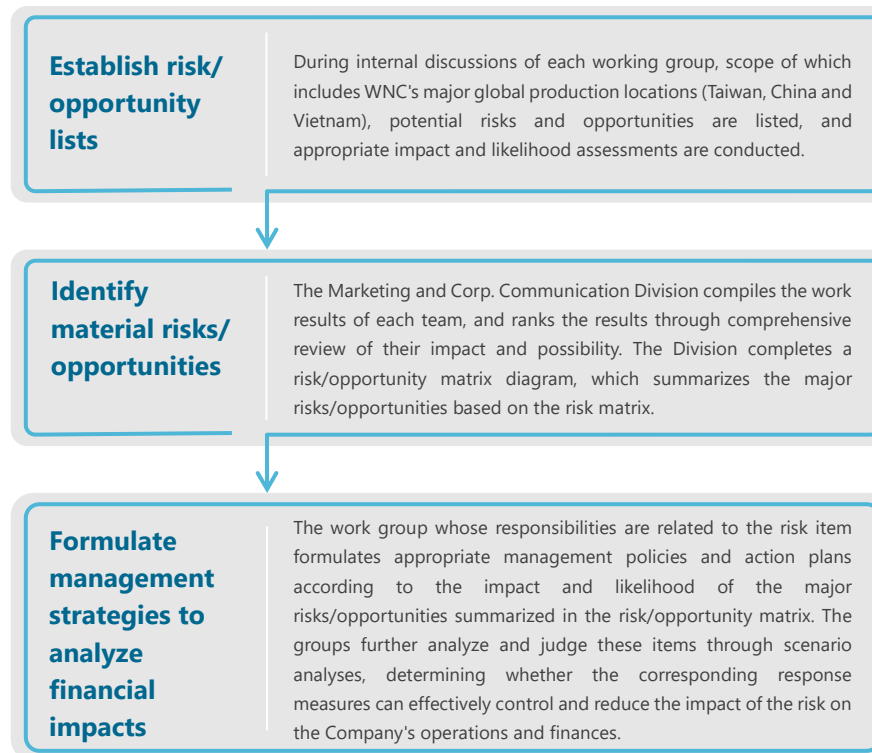 Establish risk/
opportunity
lists
During internal discussions of each working group, scope of which
includes WNC's major global production locations (Taiwan, China and
Vietnam), potential risks and opportunities are listed, and
appropriate impact and likelihood assessments are conducted.
Identify
material risks/
opportunities
The Marketing and Corp. Communication Division compiles the work
results of each team, and ranks the results through comprehensive
review of their impact and possibility. The Division completes a
risk/opportunity matrix diagram, which summarizes the major
risks/opportunities based on the risk matrix.
Formulate
management
strategies to
analyze
financial
impacts
The work group whose responsibilities are related to the risk item
formulates appropriate management policies and action plans
according to the impact and likelihood of the major
risks/opportunities summarized in the risk/opportunity matrix. The
groups further analyze and judge these items through scenario
analyses, determining whether the corresponding response
measures can effectively control and reduce the impact of the risk on
the Company's operations and finances.